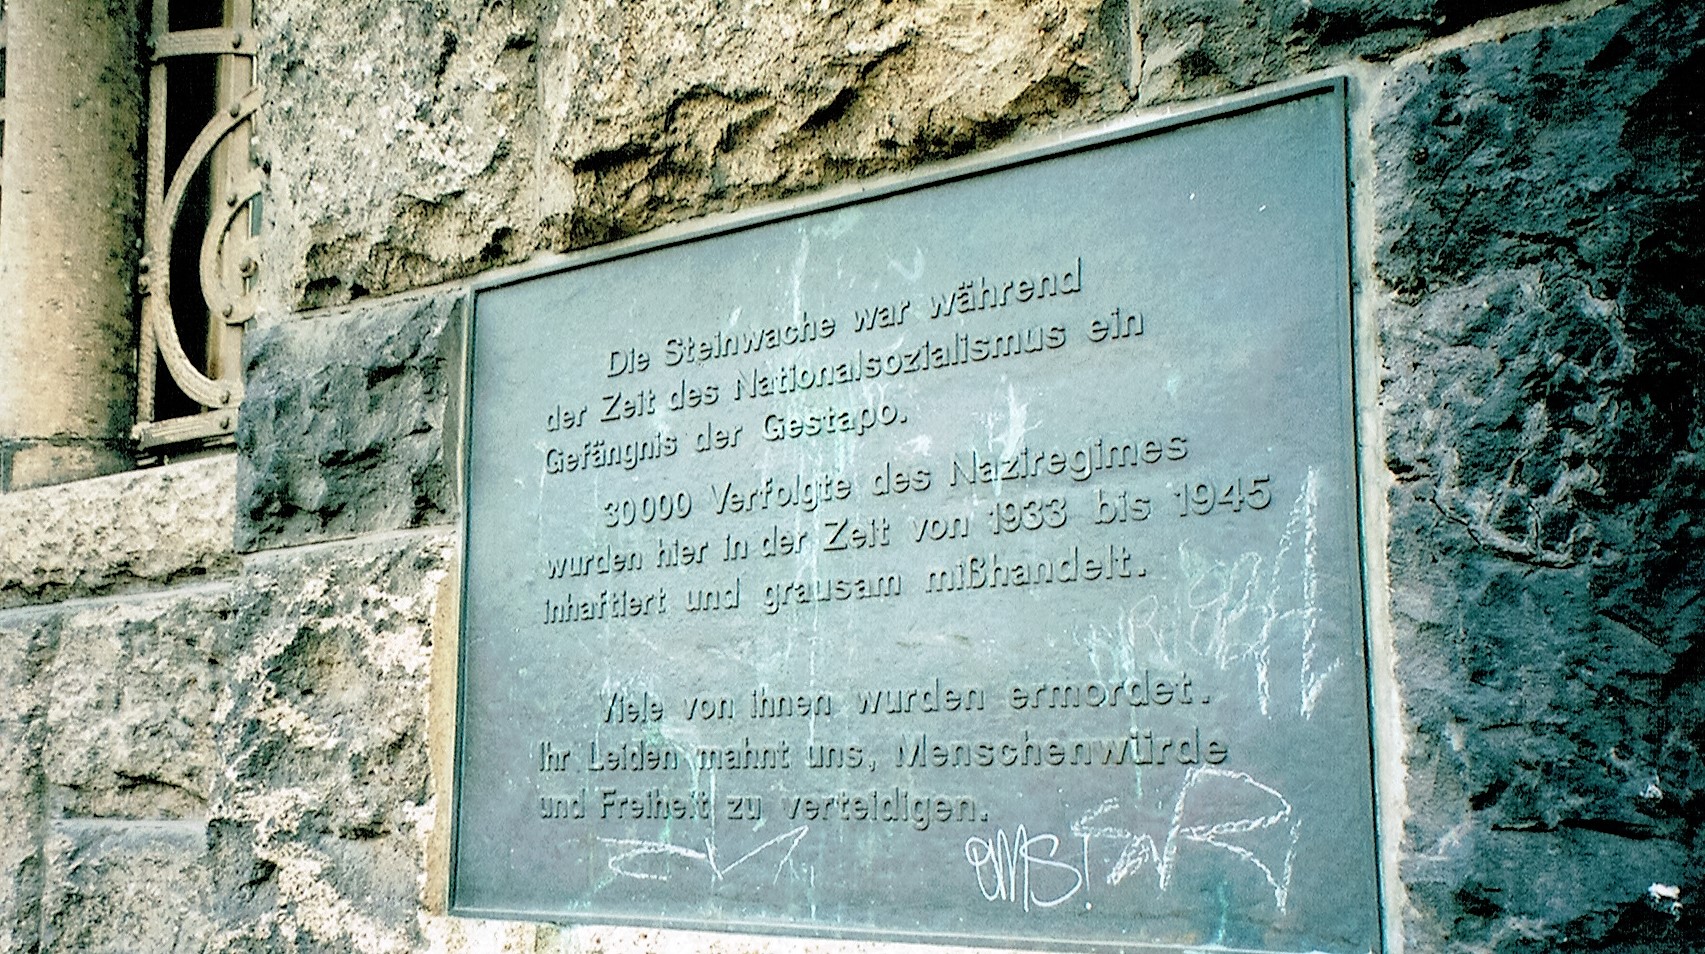 Die Steinwache war während
der Zeit des Nationalsozialismus ein
Gefängnis der Gestapo.
30000 Verfolgte des Naziregimes
wurden hier in der Zeit von 1933 bis 1945
inhaftiert und grausam mißhandelt.
Viele von ihnen wurden ermordet.
Ihr Leiden mahnt uns, Menschenwürde
und Freiheit zu verteidigen.